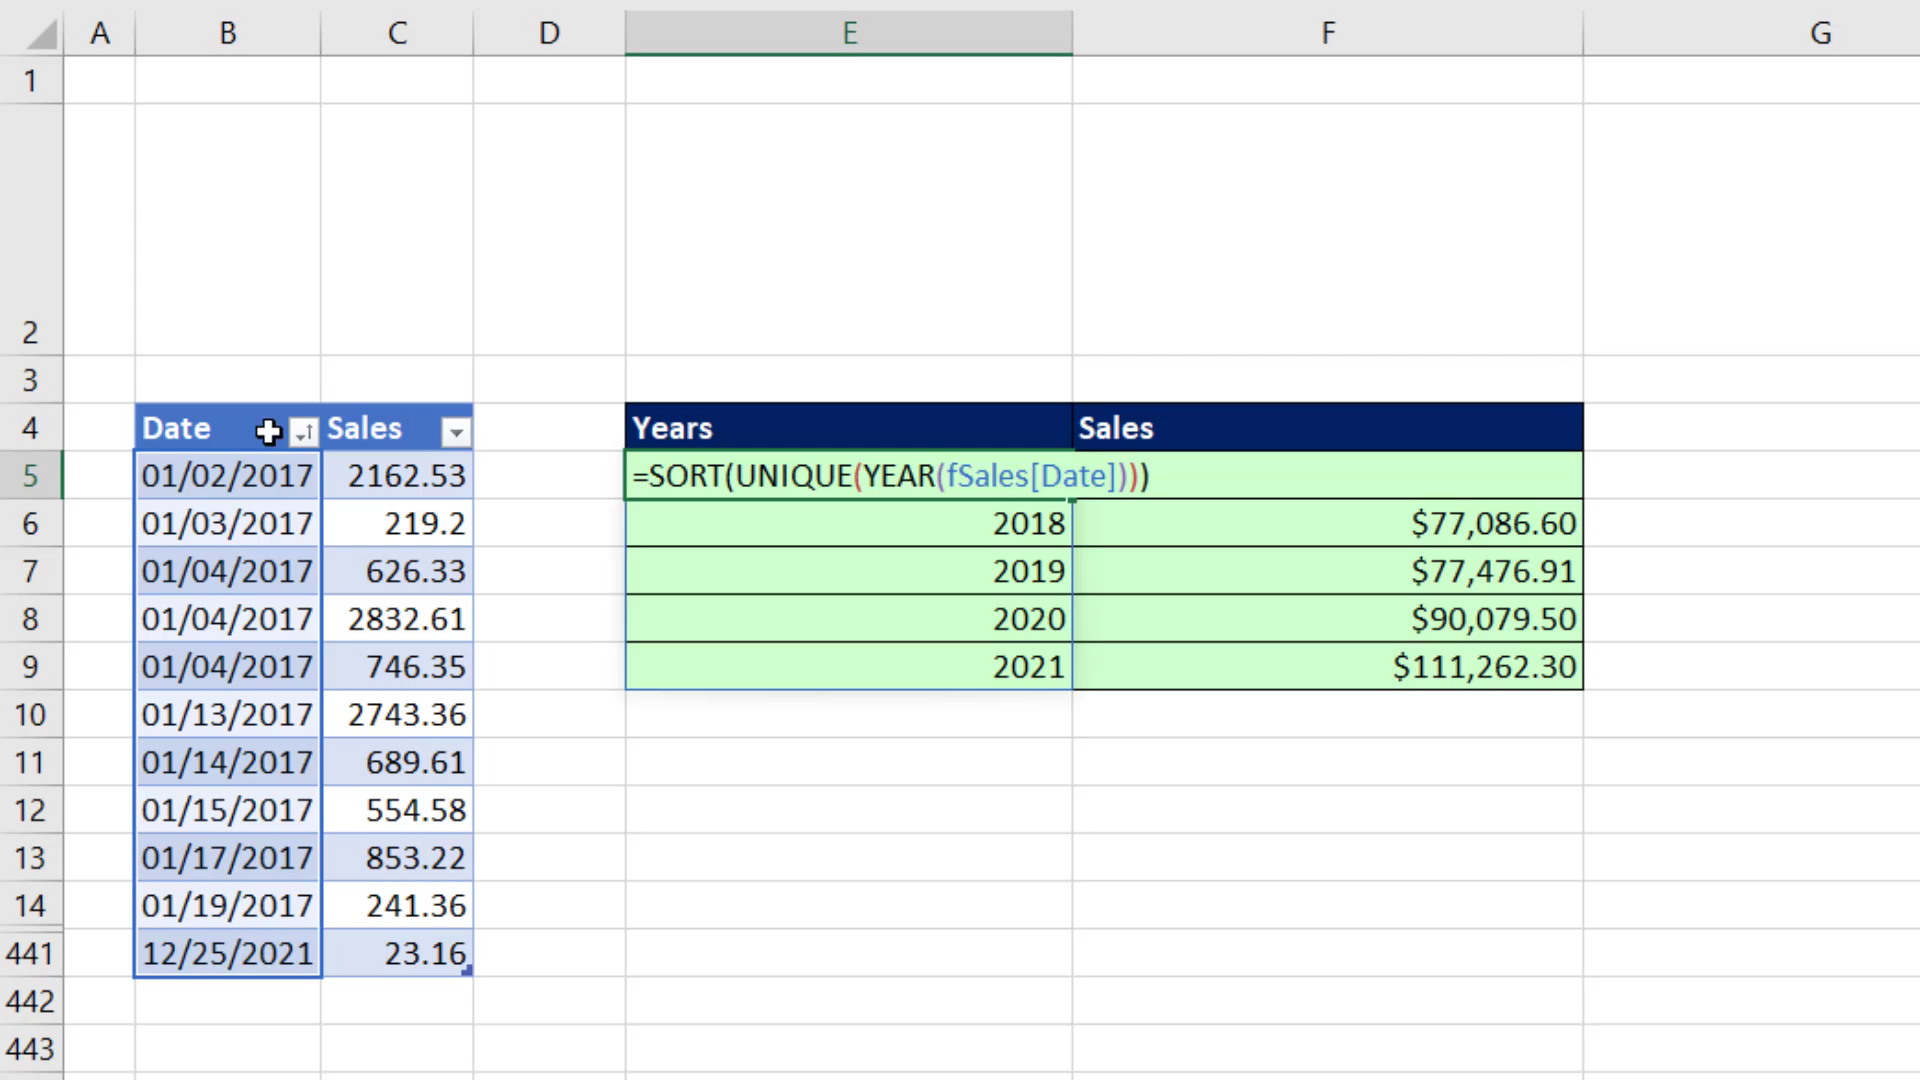 A B C D E F G
1
2
3
4 Date Sales Years Sales
5 01/02/2017 2162.53 =SORT(UNIQUE(YEAR(fSales[Date])))
6 01/03/2017 219.2 2018 $77,086.60
7 01/04/2017 626.33 2019 $77,476.91
8 01/04/2017 2832.61 2020 $90,079.50
9 01/04/2017 746.35 2021 $111,262.30
10 01/13/2017 2743.36
11 01/14/2017 689.61
12 01/15/2017 554.58
13 01/17/2017 853.22
14 01/19/2017 241.36
441 12/25/2021 23.16
442
443